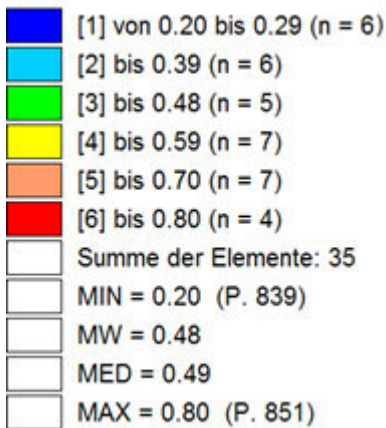 [1] von 0.20 bis 0.29 (n = 6)
[2] bis 0.39 (n = 6)
[3] bis 0.48 (n = 5)
[4] bis 0.59 (n = 7)
[5] bis 0.70 (n = 7)
[6] bis 0.80 (n = 4)
Summe der Elemente: 35
MIN = 0.20 (P. 839)
MW = 0.48
MED = 0.49
MAX = 0.80 (P. 851)